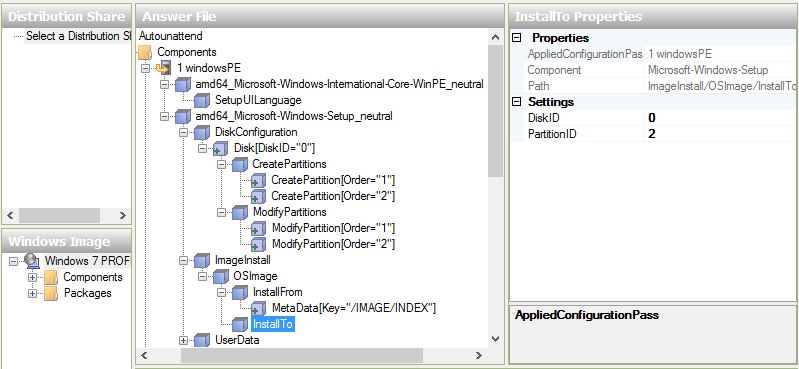 Distribution Share
Select a Distribution Sh
Answer File
Autounattend
Components
1 windowsPE
amd64_Microsoft-Windows-International-Core-WinPE_neutral
SetupUILanguage
amd64_Microsoft-Windows-Setup_neutral
DiskConfiguration
Disk[DiskID="0"]
CreatePartitions
CreatePartition[Order="1"]
CreatePartition[Order="2"]
ModifyPartitions
ModifyPartition[Order="1"]
ModifyPartition[Order="2"]
ImageInstall
OSImage
InstallFrom
MetaData[Key="/IMAGE/INDEX"]
InstallTo
UserData
Windows Image
Windows 7 PROF
Components
Packages
InstallTo Properties
Properties
AppliedConfigurationPas 1 windowsPE
Component Microsoft-Windows-Setup
Path ImageInstall/OSImage/InstallTo
Settings
DiskID 0
PartitionID 2
AppliedConfigurationPass